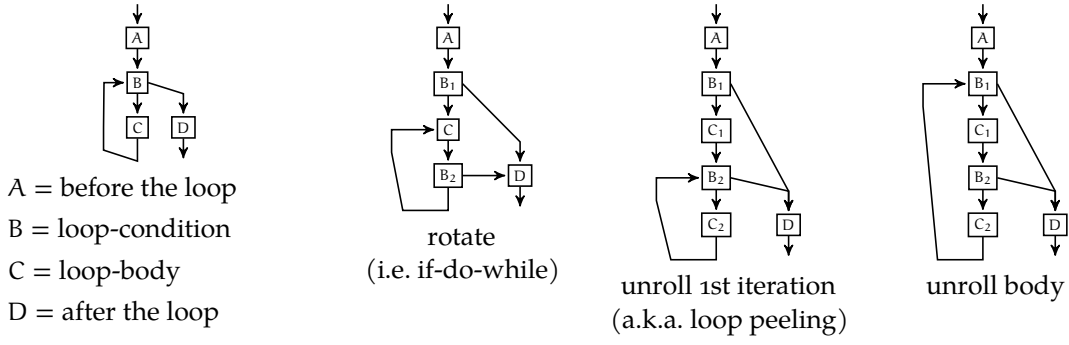 A
B
C
D
A = before the loop
B = loop-condition
C = loop-body
D = after the loop
A
B₁
C
B₂
D
rotate
(i.e. if-do-while)
A
B₁
C₁
B₂
C₂
D
unroll 1st iteration
(a.k.a. loop peeling)
A
B₁
C₁
B₂
C₂
D
unroll body